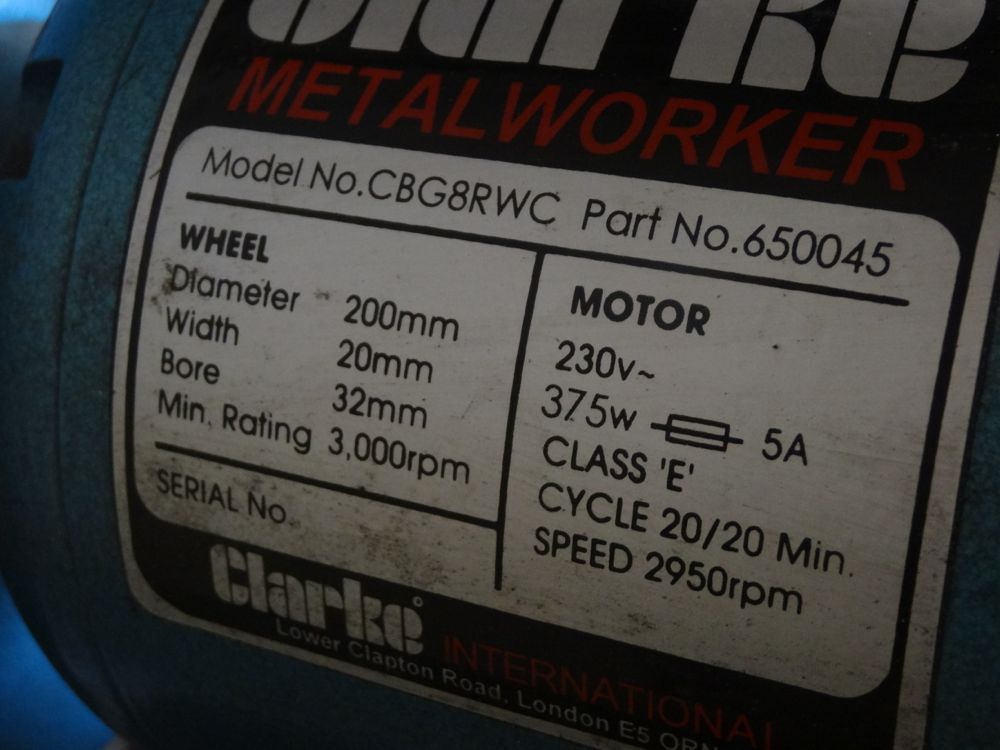 Clarke
METALWORKER
Model No.CBG8RWC Part No.650045
WHEEL
Diameter 200mm
Width 20mm
Bore 32mm
Min. Rating 3,000rpm
SERIAL No.
MOTOR
230v~
375w 5A
CLASS 'E'
CYCLE 20/20 Min.
SPEED 2950rpm
Clarke INTERNATIONAL
Lower Clapton Road, London E5